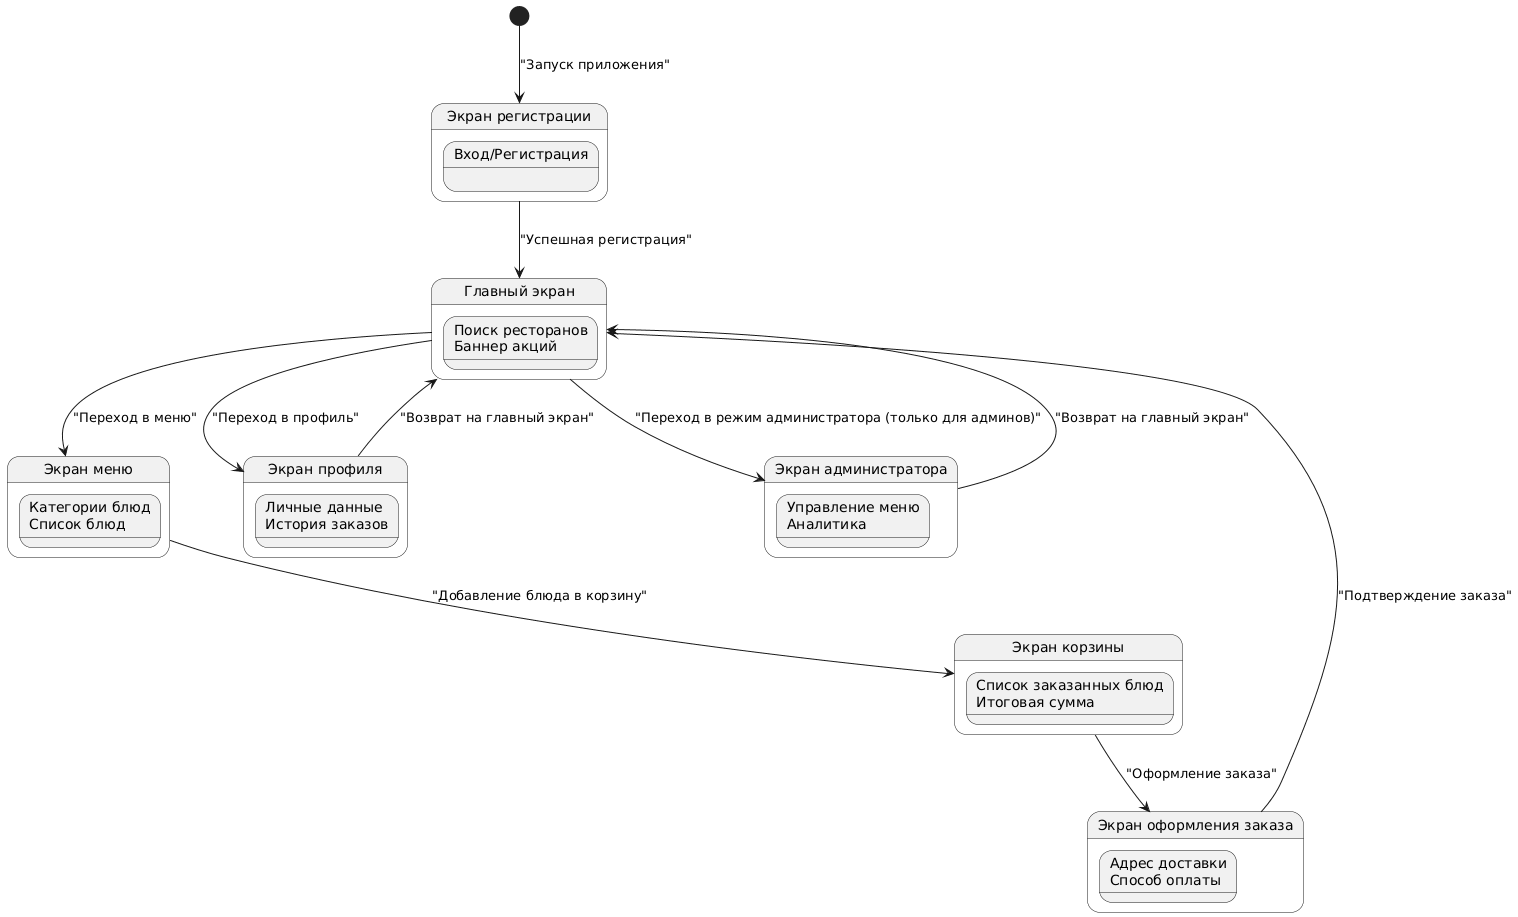 "Запуск приложения"
Экран регистрации
Вход/Регистрация
"Успешная регистрация"
Главный экран
Поиск ресторанов
Баннер акций
"Переход в меню"
"Переход в профиль"
"Возврат на главный экран"
"Переход в режим администратора (только для админов)"
"Возврат на главный экран"
Экран меню
Категории блюд
Список блюд
Экран профиля
Личные данные
История заказов
Экран администратора
Управление меню
Аналитика
"Добавление блюда в корзину"
"Подтверждение заказа"
Экран корзины
Список заказанных блюд
Итоговая сумма
"Оформление заказа"
Экран оформления заказа
Адрес доставки
Способ оплаты